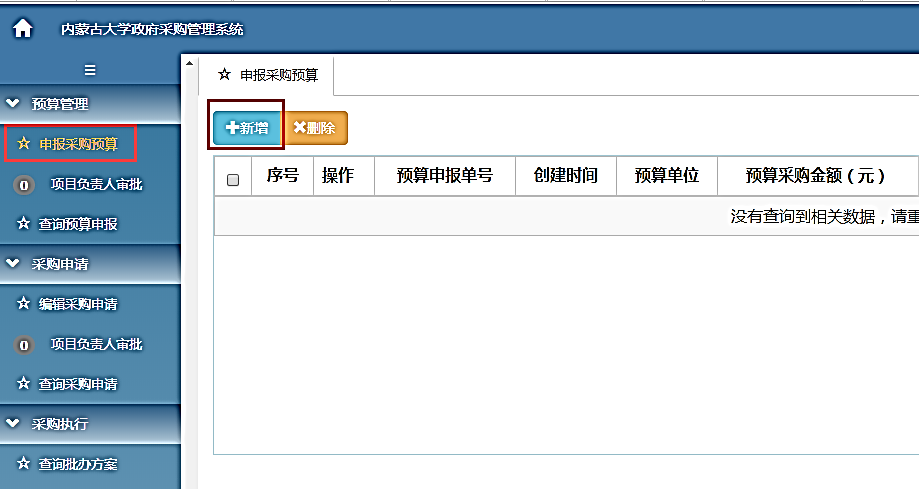 内蒙古大学政府采购管理系统
预算管理
申报采购预算
0 项目负责人审批
查询预算申报
采购申请
编辑采购申请
0 项目负责人审批
查询采购申请
采购执行
查询批办方案
申报采购预算
新增 删除
序号 操作 预算申报单号 创建时间 预算单位 预算采购金额（元）
没有查询到相关数据，请重